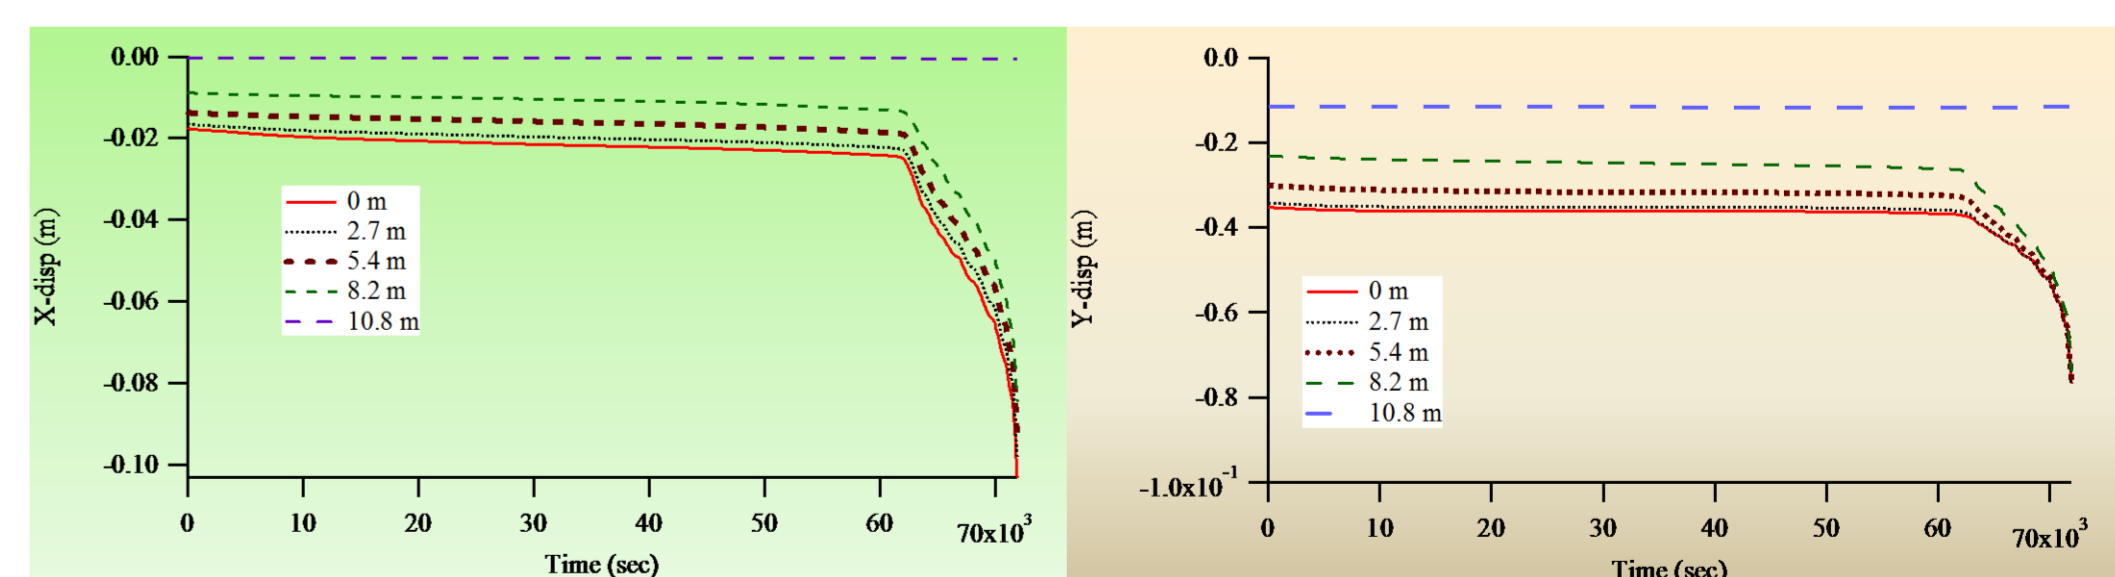 0.00
-0.02
-0.04
-0.06
-0.08
-0.10
X-disp (m)
0 m
2.7 m
5.4 m
8.2 m
10.8 m
0 10 20 30 40 50 60 70x10³
Time (sec)
0.0
-0.2
-0.4
-0.6
-0.8
-1.0x10⁻¹
Y-disp (m)
0 m
2.7 m
5.4 m
8.2 m
10.8 m
0 10 20 30 40 50 60 70x10³
Time (sec)